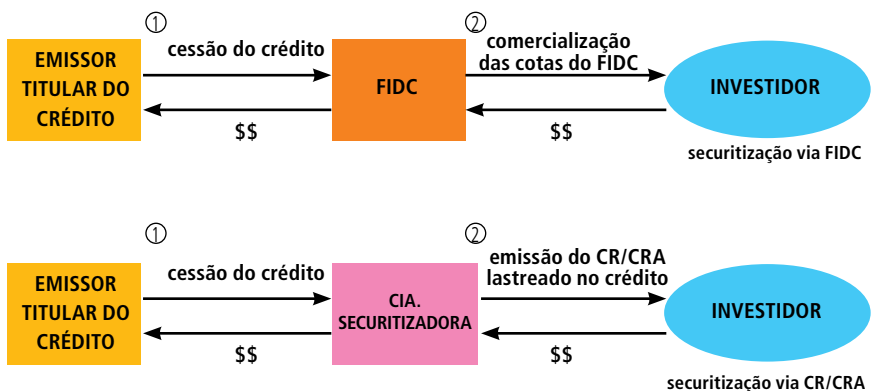 ①
②
cessão do crédito
comercialização
das cotas do FIDC
EMISSOR
TITULAR DO
CRÉDITO
FIDC
INVESTIDOR
$$
$$
securitização via FIDC
①
②
cessão do crédito
emissão do CR/CRA
lastreado no crédito
EMISSOR
TITULAR DO
CRÉDITO
CIA.
SECURITIZADORA
INVESTIDOR
$$
$$
securitização via CR/CRA